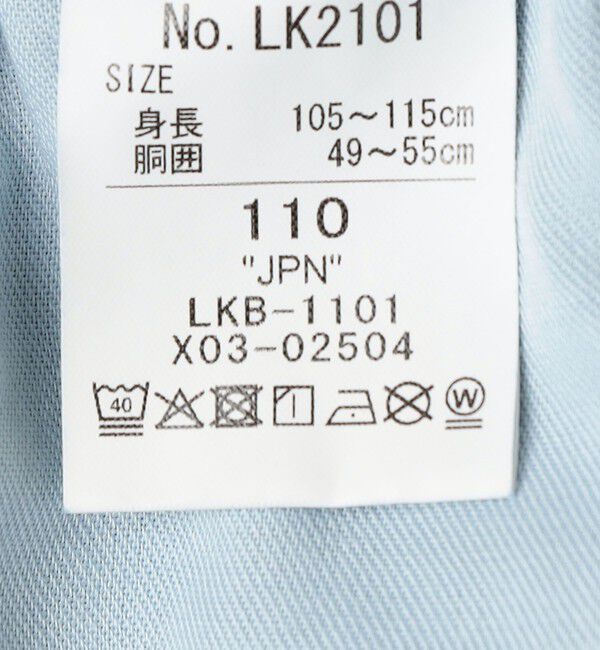 No. LK2101
SIZE
身長 105～115cm
胴囲 49～55cm
110
"JPN"
LKB-1101
X03-02504
40 W